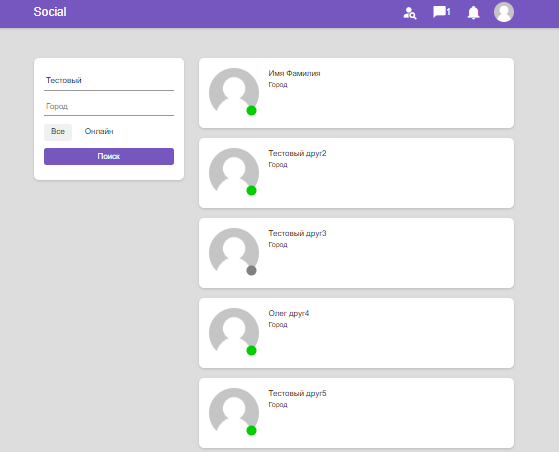 Social
1
Тестовый
Город
Все Онлайн
Поиск
Имя Фамилия
Город
Тестовый друг2
Город
Тестовый друг3
Город
Олег друг4
Город
Тестовый друг5
Город